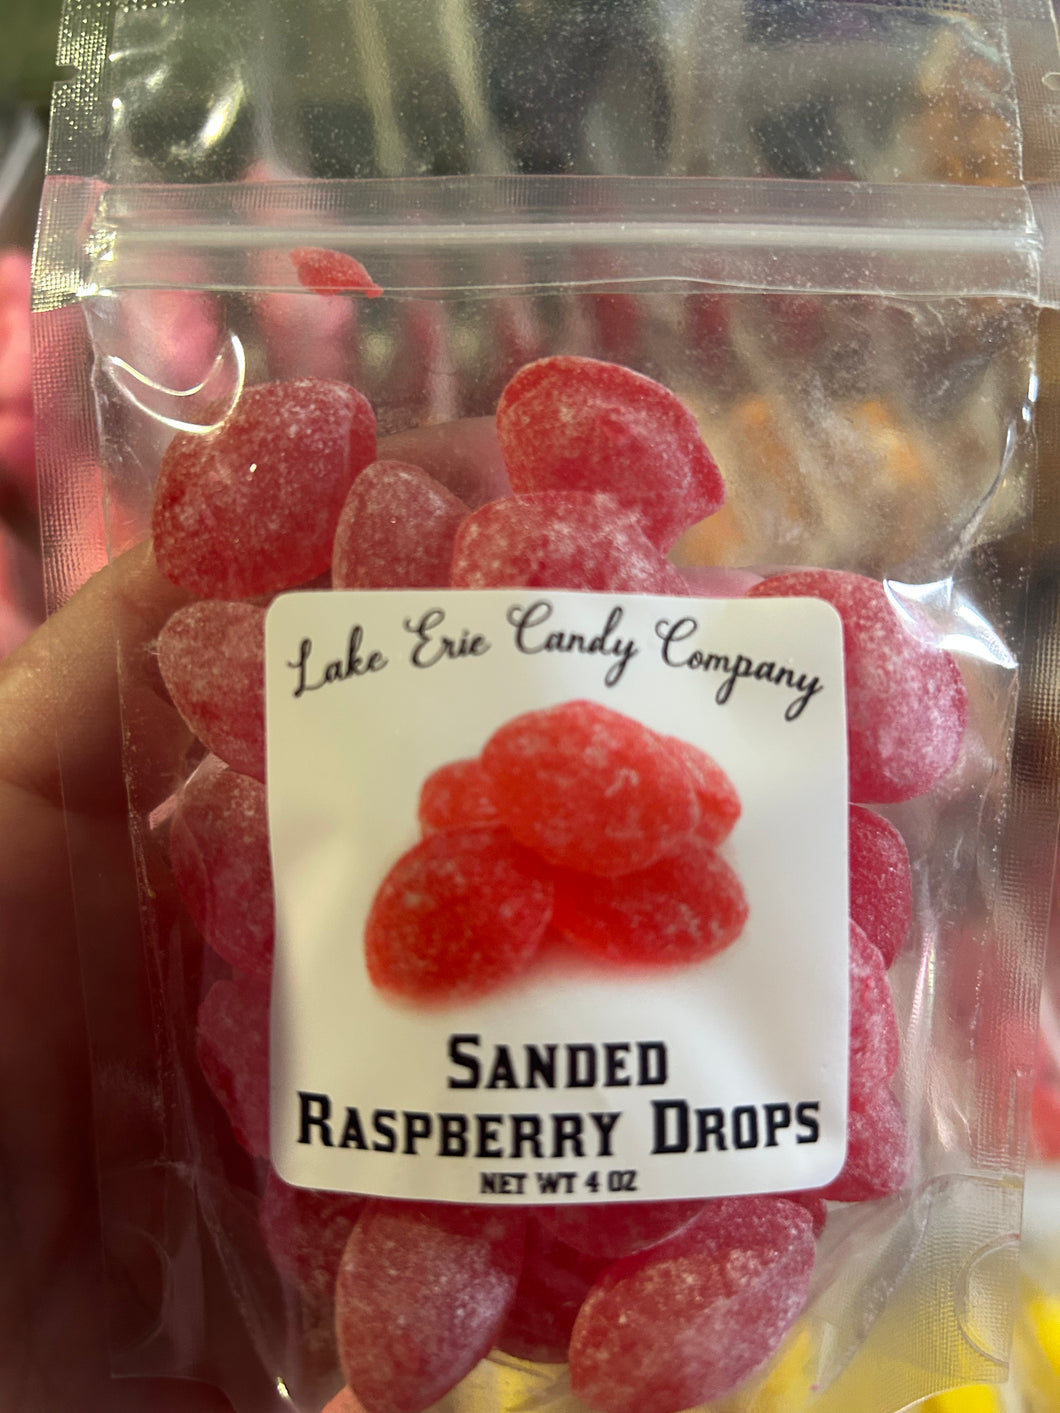 Lake Erie Candy Company
SANDED
RASPBERRY DROPS
NET WT 4 OZ